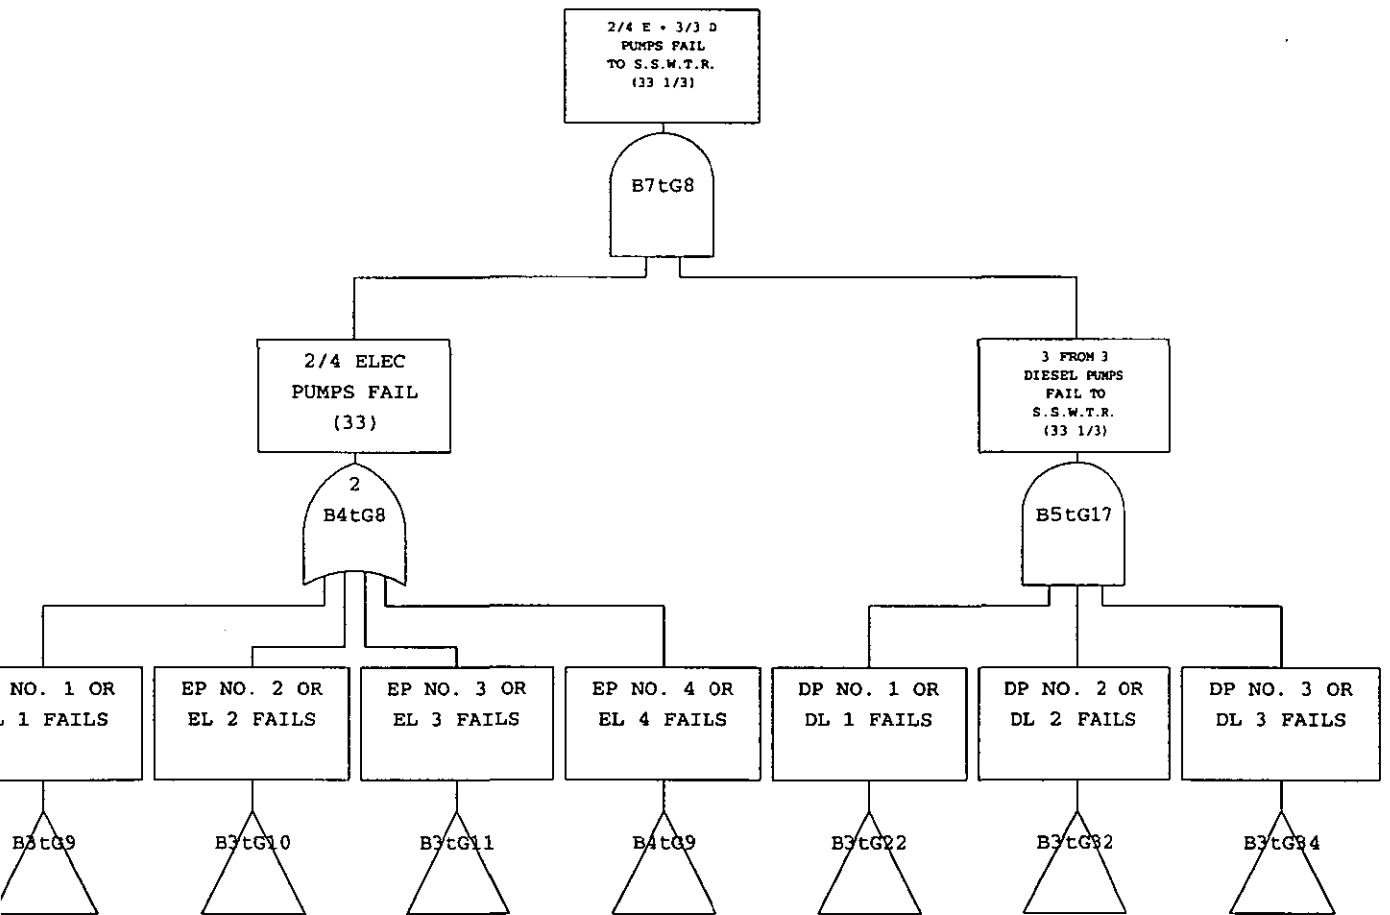 2/4 E + 3/3 D
PUMPS FAIL
TO S.S.W.T.R.
(33 1/3)
B7tG8
2/4 ELEC
PUMPS FAIL
(33)
3 FROM 3
DIESEL PUMPS
FAIL TO
S.S.W.T.R.
(33 1/3)
2
B4tG8
B5tG17
NO. 1 OR
L 1 FAILS
EP NO. 2 OR
EL 2 FAILS
EP NO. 3 OR
EL 3 FAILS
EP NO. 4 OR
EL 4 FAILS
DP NO. 1 OR
DL 1 FAILS
DP NO. 2 OR
DL 2 FAILS
DP NO. 3 OR
DL 3 FAILS
B3tG9
B3tG10
B3tG11
B4tG9
B3tG22
B3tG32
B3tG34